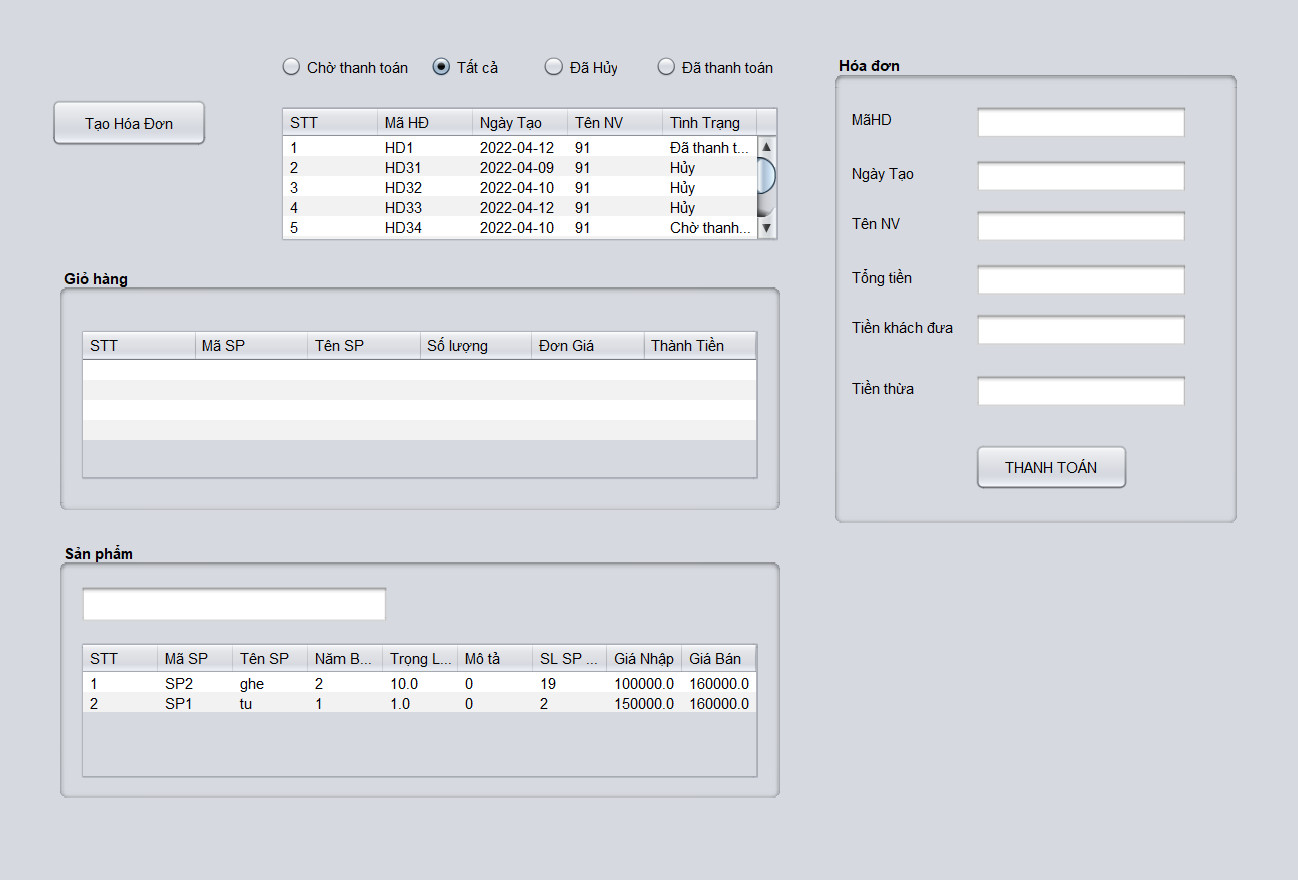 Chờ thanh toán Tất cả Đã Hủy Đã thanh toán
Tạo Hóa Đơn
STT Mã HĐ Ngày Tạo Tên NV Tình Trạng
1 HD1 2022-04-12 91 Đã thanh t...
2 HD31 2022-04-09 91 Hủy
3 HD32 2022-04-10 91 Hủy
4 HD33 2022-04-12 91 Hủy
5 HD34 2022-04-10 91 Chờ thanh...
Giỏ hàng
STT Mã SP Tên SP Số lượng Đơn Giá Thành Tiền
Sản phẩm
STT Mã SP Tên SP Năm B... Trọng L... Mô tả SL SP ... Giá Nhập Giá Bán
1 SP2 ghe 2 10.0 0 19 100000.0 160000.0
2 SP1 tu 1 1.0 0 2 150000.0 160000.0
Hóa đơn
MãHD
Ngày Tạo
Tên NV
Tổng tiền
Tiền khách đưa
Tiền thừa
THANH TOÁN